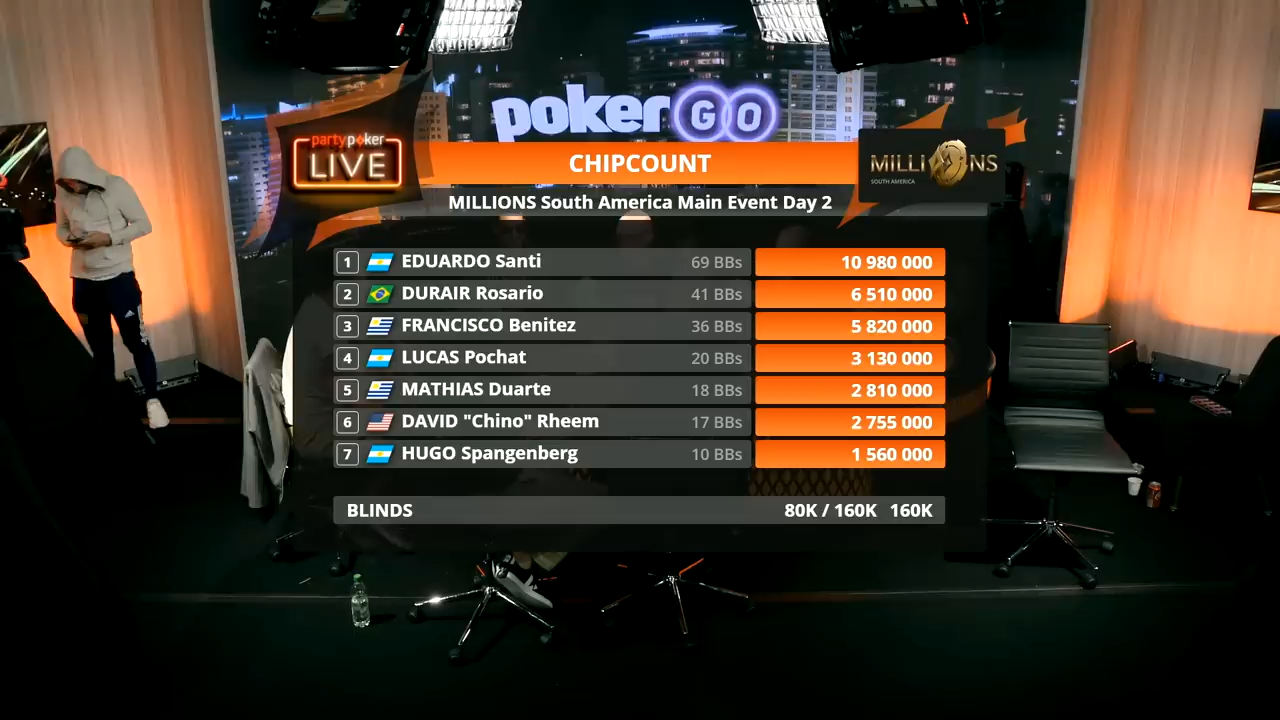 poker GO
partypoker
LIVE
CHIPCOUNT
MILLIONS
SOUTH AMERICA
MILLIONS South America Main Event Day 2
1 EDUARDO Santi 69 BBs 10 980 000
2 DURAIR Rosario 41 BBs 6 510 000
3 FRANCISCO Benitez 36 BBs 5 820 000
4 LUCAS Pochat 20 BBs 3 130 000
5 MATHIAS Duarte 18 BBs 2 810 000
6 DAVID "Chino" Rheem 17 BBs 2 755 000
7 HUGO Spangenberg 10 BBs 1 560 000
BLINDS 80K / 160K 160K